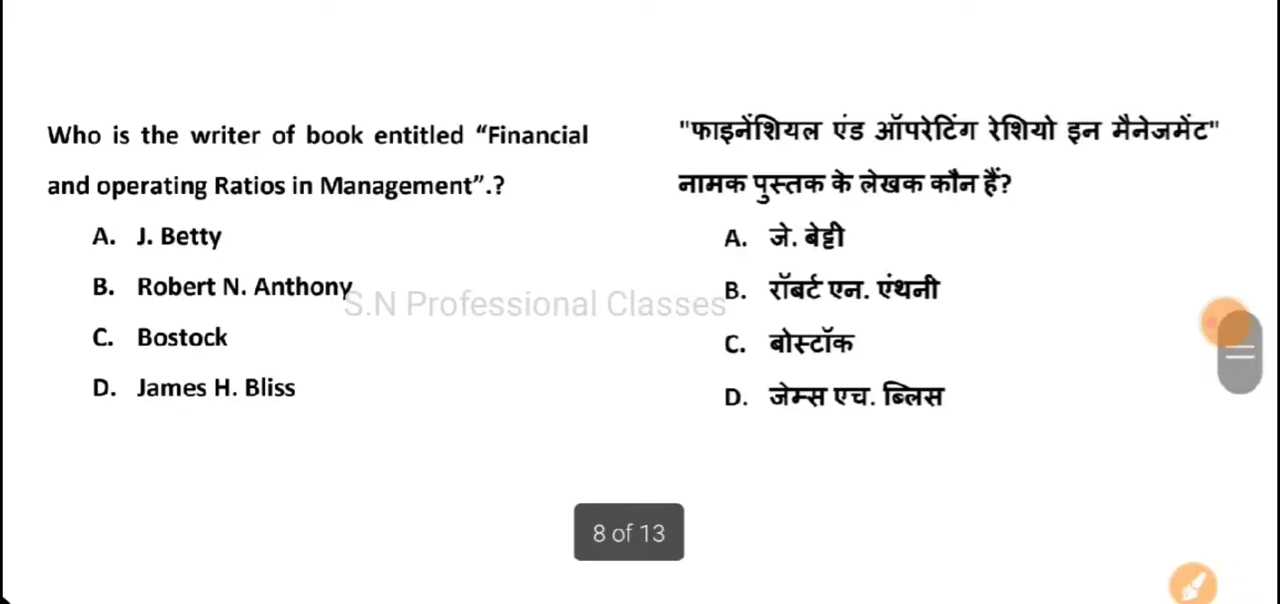 Who is the writer of book entitled “Financial
and operating Ratios in Management”.?
A. J. Betty
B. Robert N. Anthony
C. Bostock
D. James H. Bliss
"फाइनेंशियल एंड ऑपरेटिंग रेशियो इन मैनेजमेंट"
नामक पुस्तक के लेखक कौन हैं?
A. जे. बेट्टी
B. रॉबर्ट एन. एंथनी
C. बोस्टॉक
D. जेम्स एच. ब्लिस
S.N Professional Classes
8 of 13